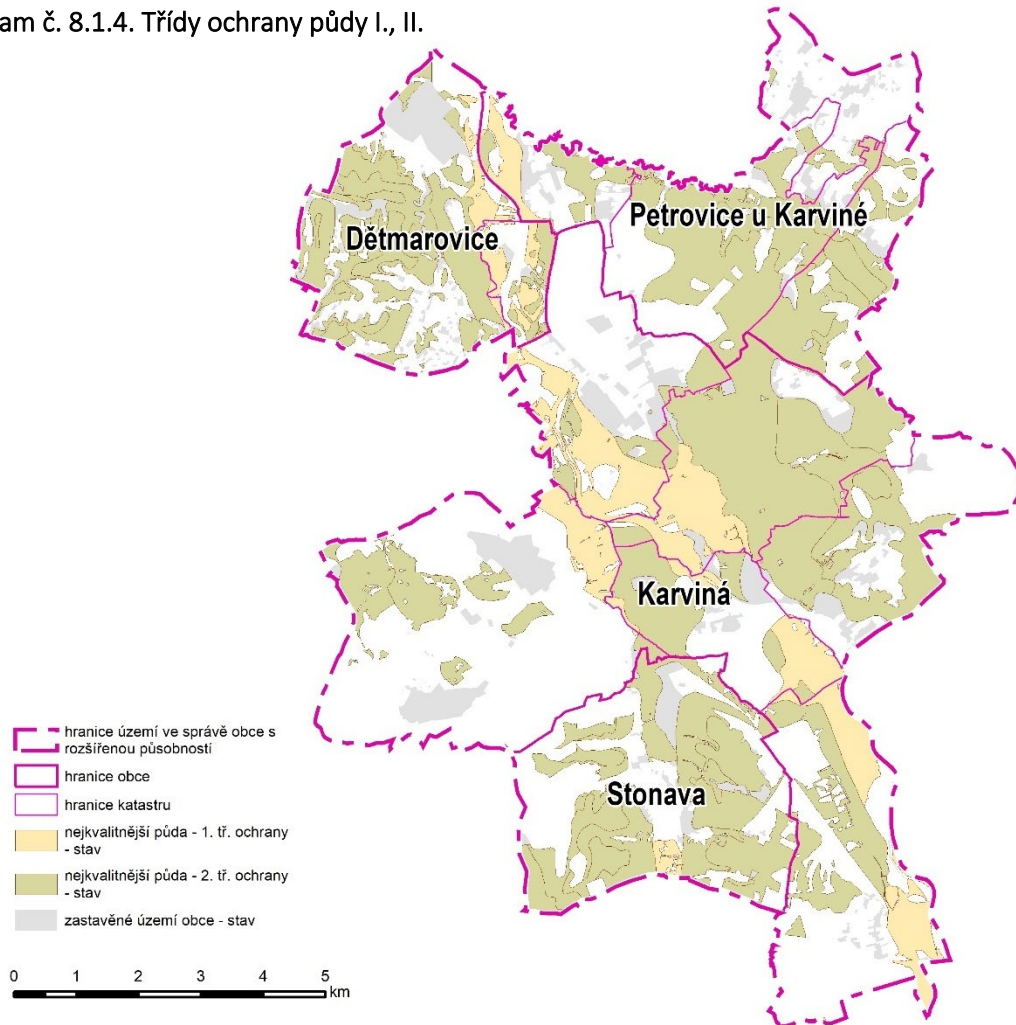 am č. 8.1.4. Třídy ochrany půdy I., II.
Petrovice u Karviné
Dětmarovice
Karviná
Stonava
hranice území ve správě obce s
rozšířenou působností
hranice obce
hranice katastru
nejkvalitnější půda - 1. tř. ochrany
- stav
nejkvalitnější půda - 2. tř. ochrany
- stav
zastavěné území obce - stav
0 1 2 3 4 5
km